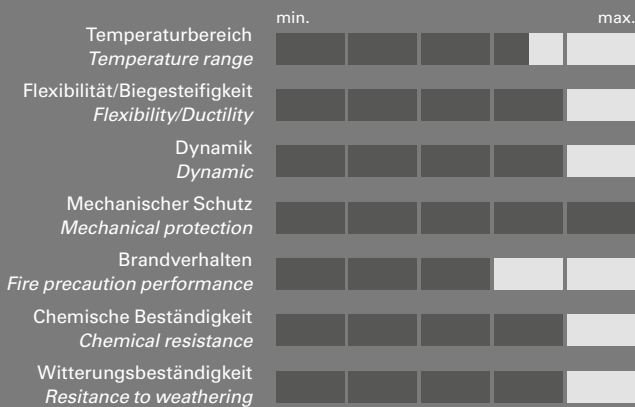 min. max.
Temperaturbereich
Temperature range
Flexibilität/Biegesteifigkeit
Flexibility/Ductility
Dynamik
Dynamic
Mechanischer Schutz
Mechanical protection
Brandverhalten
Fire precaution performance
Chemische Beständigkeit
Chemical resistance
Witterungsbeständigkeit
Resitance to weathering